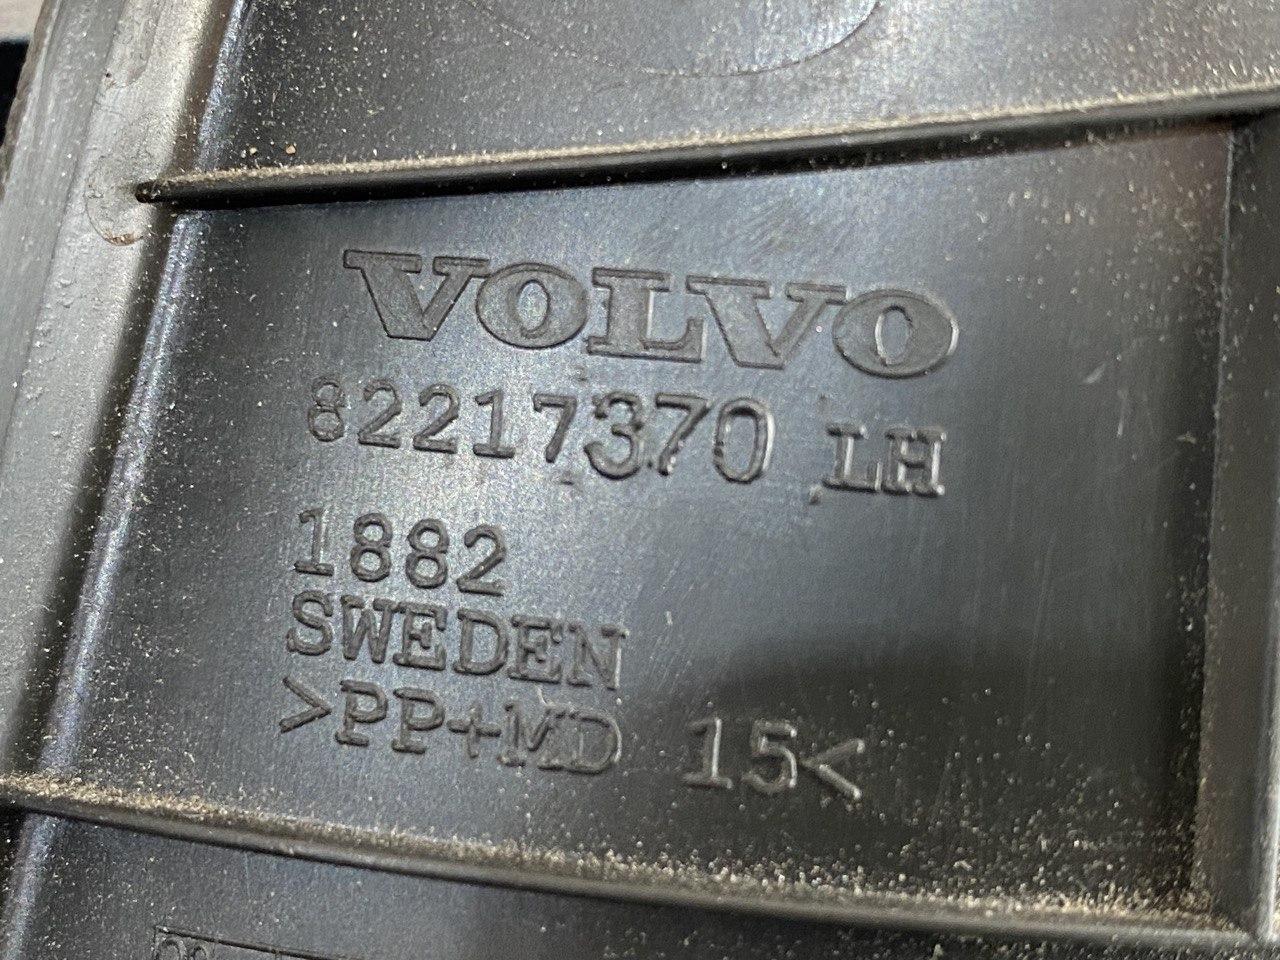 VOLVO
82217370 LH
1882
SWEDEN
>PP+MD 15<